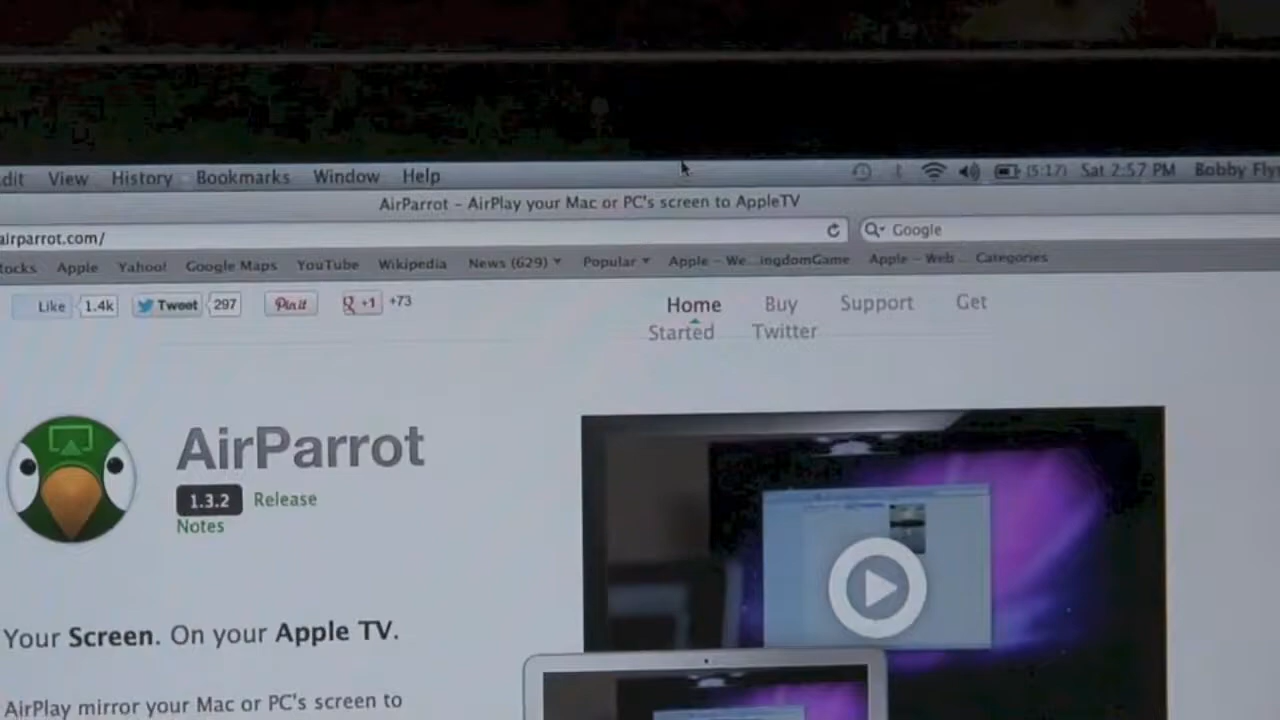 dit View History Bookmarks Window Help (5:17) Sat 2:57 PM Bobby Fly
AirParrot – AirPlay your Mac or PC's screen to AppleTV
airparrot.com/ Google
tocks Apple Yahoo! Google Maps YouTube Wikipedia News (629) Popular Apple – We...ingdomGame Apple – Web ... Categories
Like 1.4k Tweet 297 Pin it +1 +73
Home Buy Support Get
Started Twitter
AirParrot
1.3.2 Release
Notes
Your Screen. On your Apple TV.
AirPlay mirror your Mac or PC's screen to